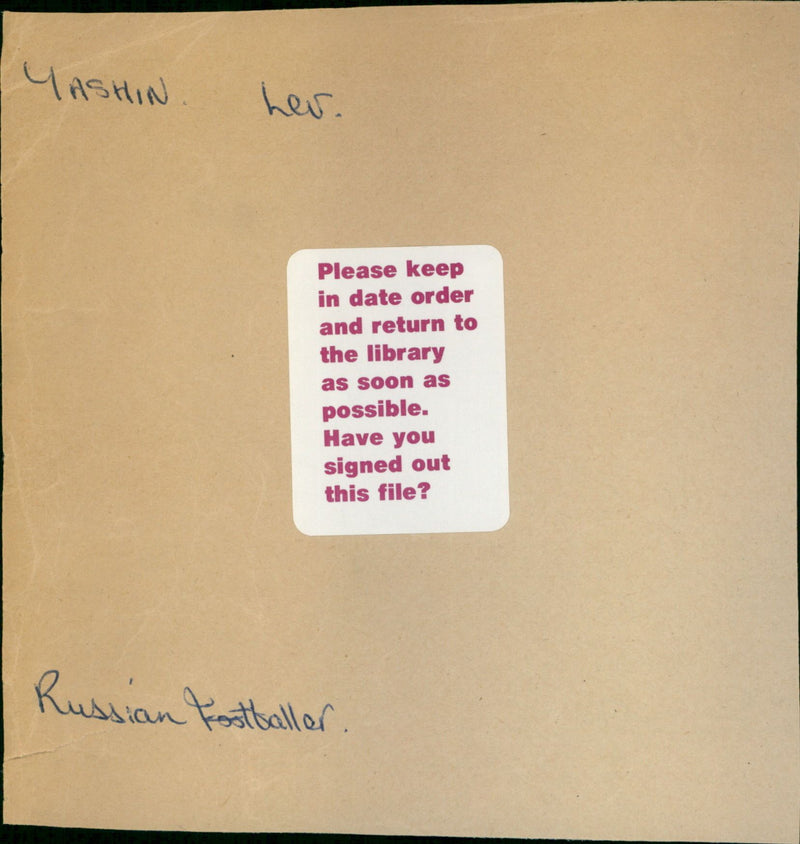 YASHIN. Lev.
Please keep
in date order
and return to
the library
as soon as
possible.
Have you
signed out
this file?
Russian Footballer.